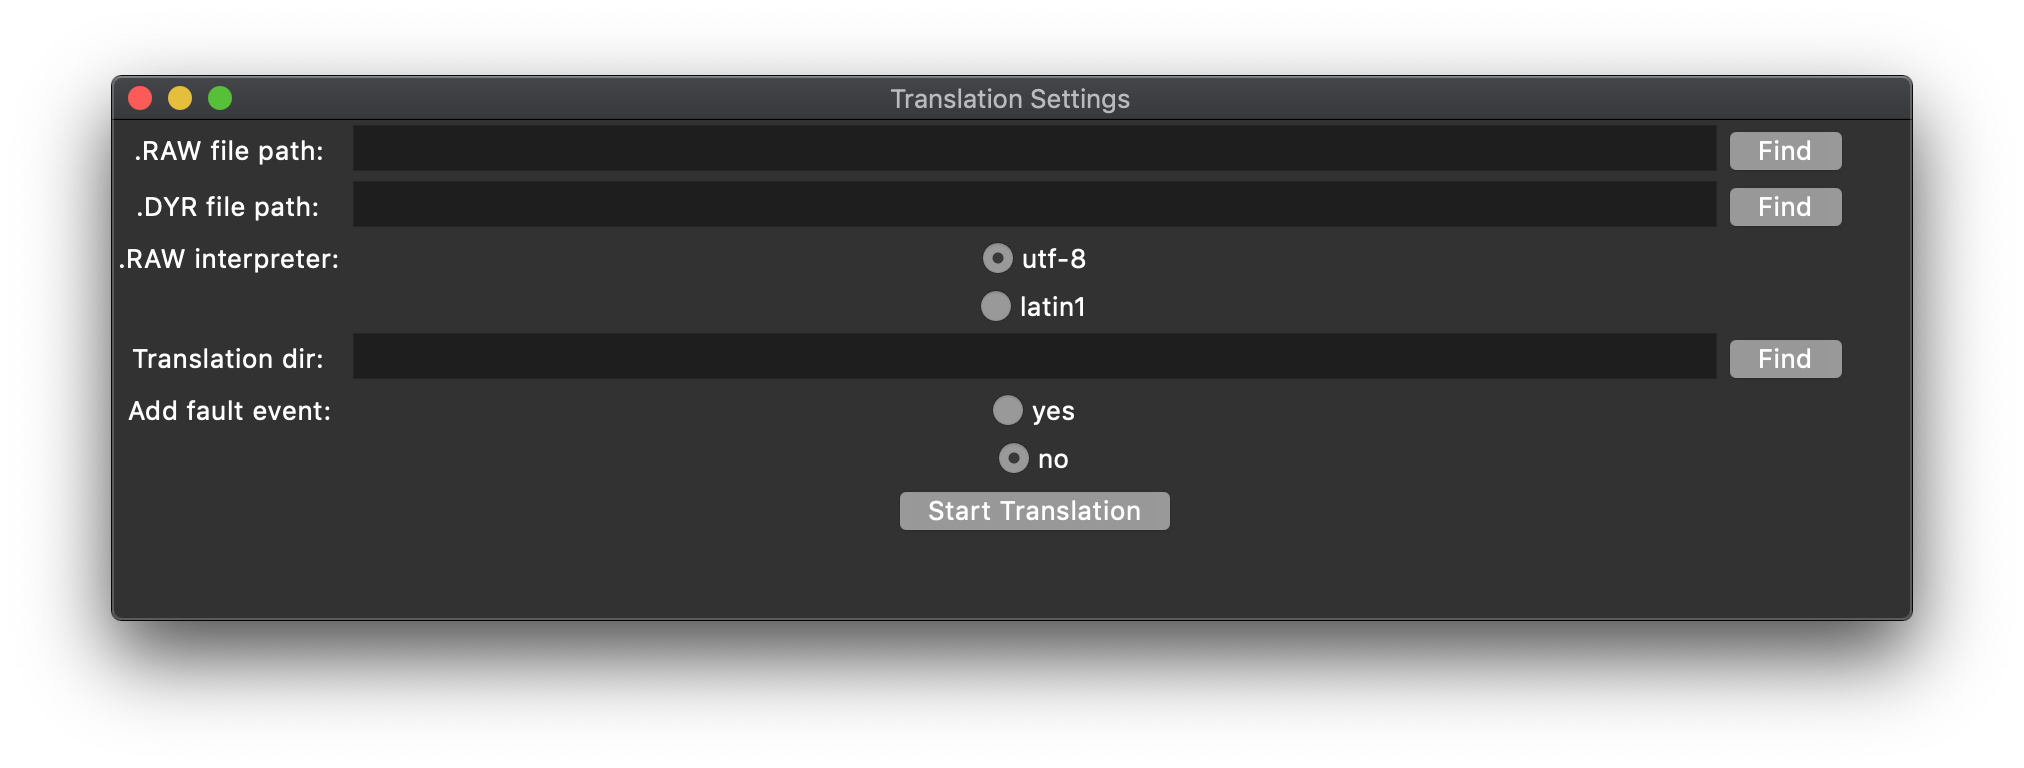 Translation Settings
.RAW file path: Find
.DYR file path: Find
.RAW interpreter: utf-8
latin1
Translation dir: Find
Add fault event: yes
no
Start Translation